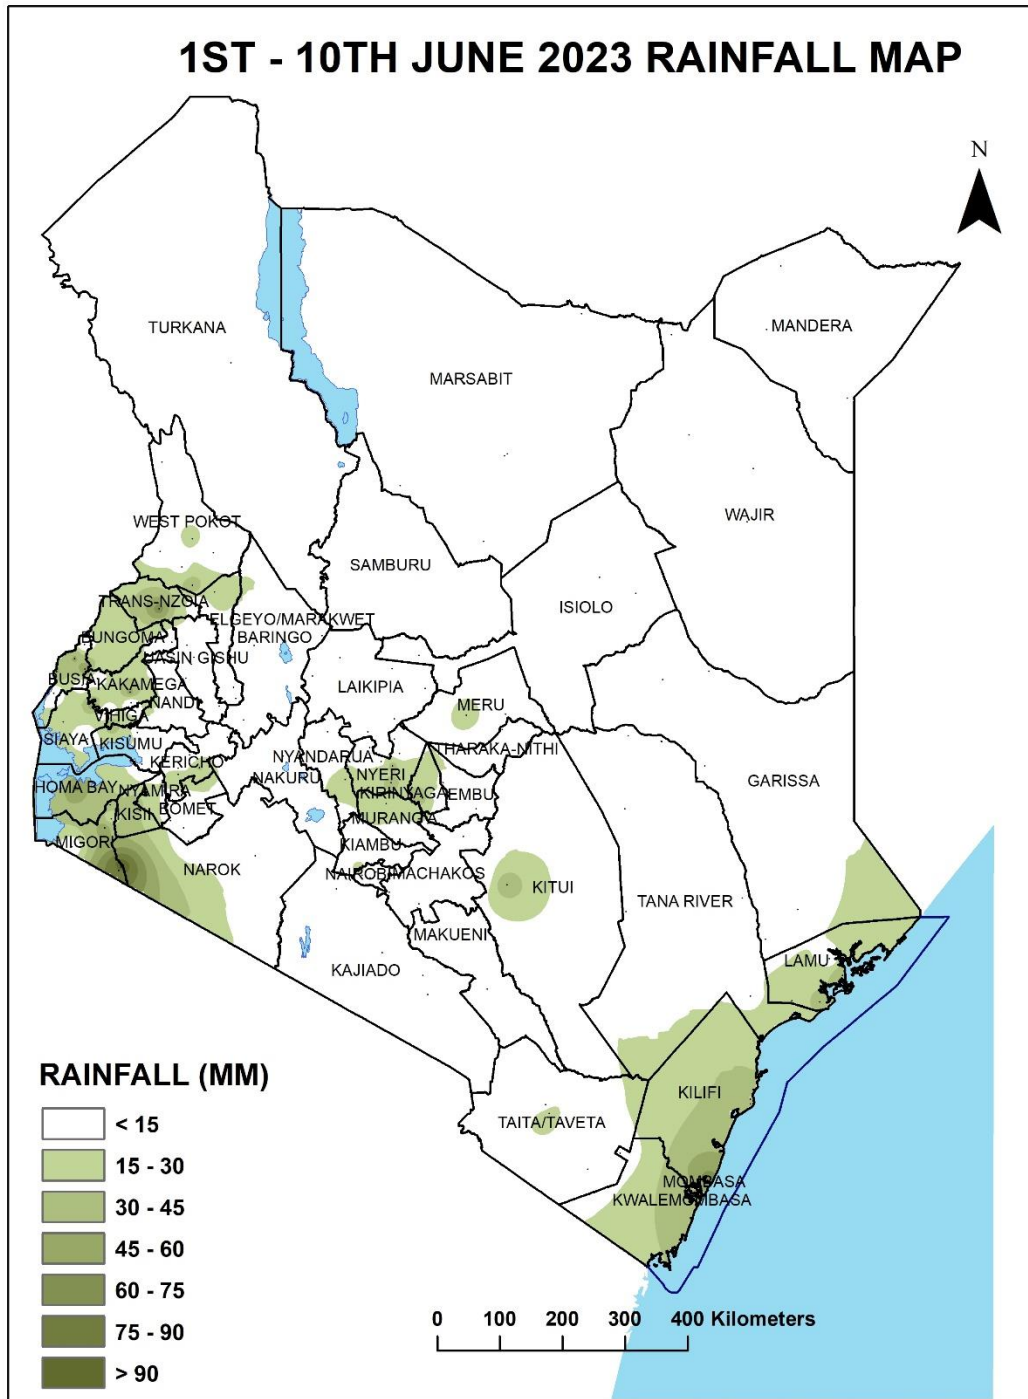 1ST - 10TH JUNE 2023 RAINFALL MAP
N
TURKANA
MANDERA
MARSABIT
WAJIR
WEST POKOT
SAMBURU
ISIOLO
TRANS-NZOIA
ELGEYO/MARAKWET
BUNGOMA
BARINGO
UASIN GISHU
BUSIA
KAKAMEGA
LAIKIPIA
NANDI
MERU
VIHIGA
SIAYA
KISUMU
THARAKA-NITHI
NYANDARUA
KERICHO
NYERI
NAKURU
GARISSA
HOMA BAY
NYAMIRA
KIRINYAGA
EMBU
BOMET
KISII
MURANG'A
MIGORI
KIAMBU
NAROK
NAIROBI
MACHAKOS
KITUI
TANA RIVER
MAKUENI
LAMU
KAJIADO
RAINFALL (MM)
KILIFI
< 15
TAITA/TAVETA
15 - 30
MOMBASA
KWALE
MOMBASA
30 - 45
45 - 60
60 - 75
75 - 90
> 90
0 100 200 300 400 Kilometers